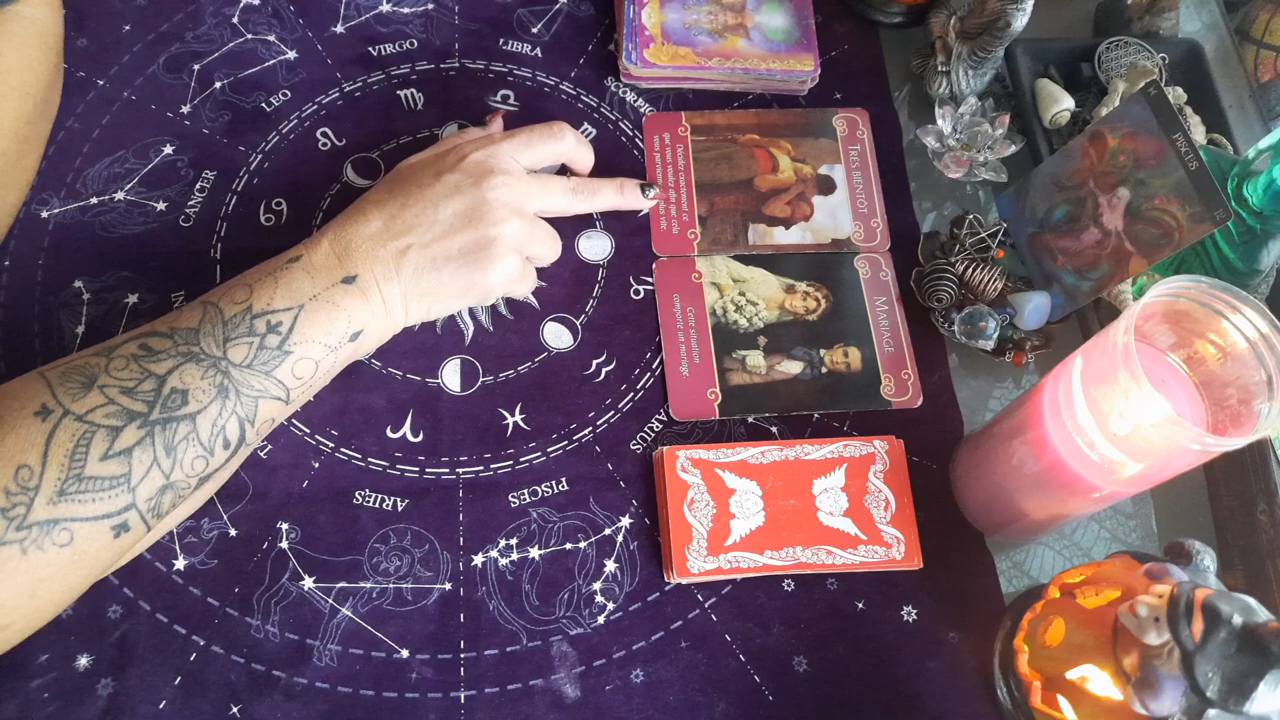 VIRGO
LIBRA
LEO
SCORPIO
CANCER
TRÈS BIENTÔT
Décidez exactement ce
que vous voulez afin que cela
vous parvienne plus vite.
MARIAGE
Cette situation
comporte un mariage.
PISCES
ARIES
PISCES